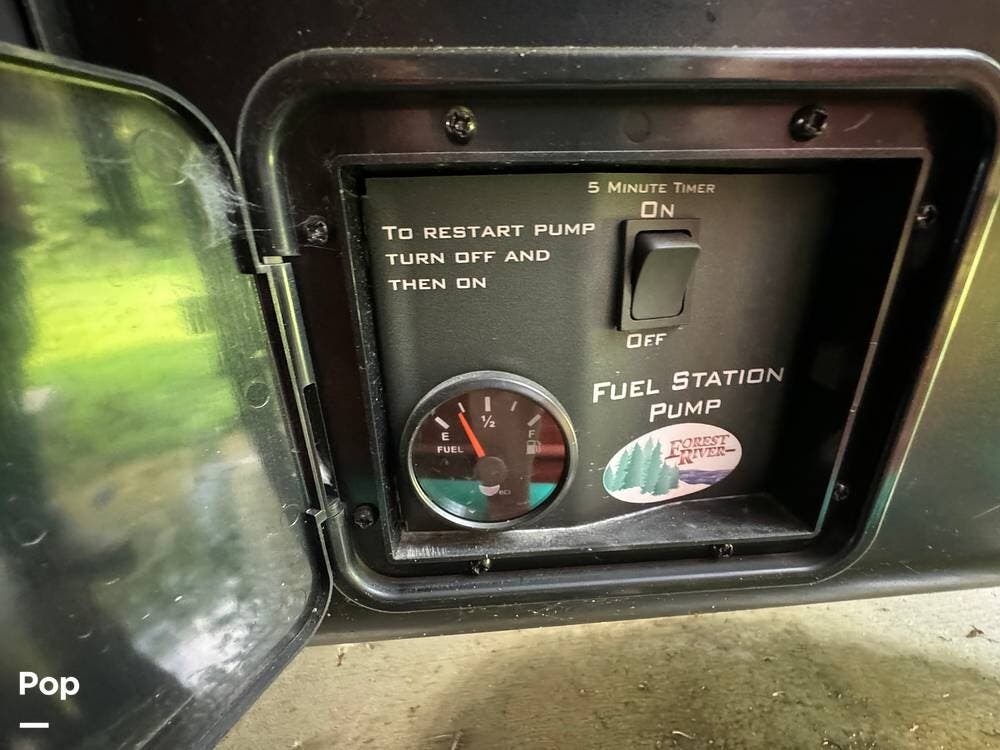 5 Minute Timer
On
To restart pump
turn off and
then on
Off
Fuel Station
Pump
Forest
River
E
1/2
F
FUEL
Pop